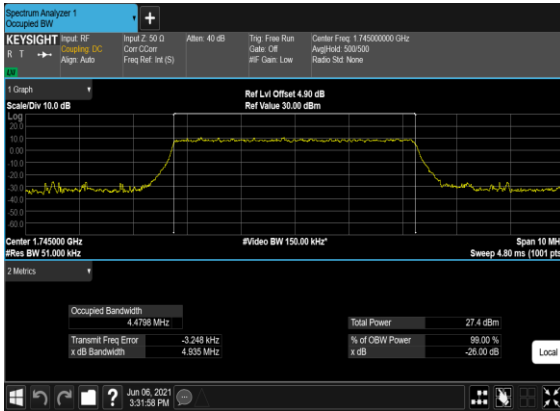 Spectrum Analyzer 1
Occupied BW
KEYSIGHT Input: RF Input Z: 50 Ω Atten: 40 dB Trig: Free Run Center Freq: 1.745000000 GHz
R T Coupling: DC Corr CCorr Gate: Off Avg|Hold: 500/500
Align: Auto Freq Ref: Int (S) #IF Gain: Low Radio Std: None
1 Graph
Ref Lvl Offset 4.90 dB
Scale/Div 10.0 dB Ref Value 30.00 dBm
Log
20.0
10.0
0.00
-10.0
-20.0
-30.0
-40.0
-50.0
-60.0
Center 1.745000 GHz #Video BW 150.00 kHz* Span 10 MH
#Res BW 51.000 kHz Sweep 4.80 ms (1001 pts
2 Metrics
Occupied Bandwidth
4.4798 MHz Total Power 27.4 dBm
Transmit Freq Error -3.248 kHz % of OBW Power 99.00 %
x dB Bandwidth 4.935 MHz x dB -26.00 dB
Local
Jun 06, 2021
3:31:58 PM